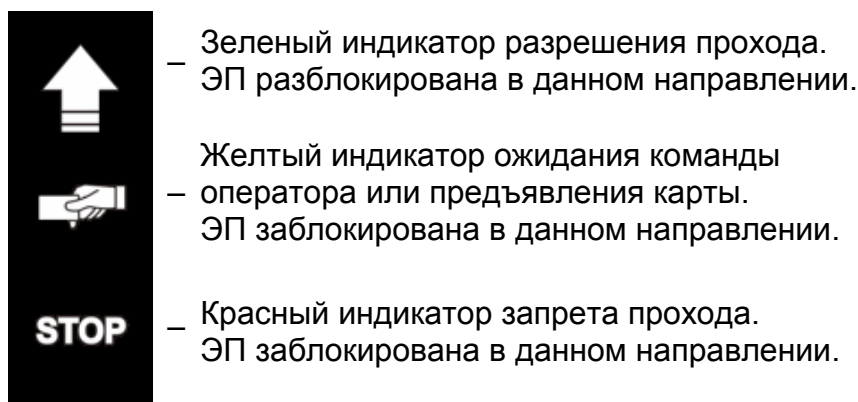 – Зеленый индикатор разрешения прохода.
ЭП разблокирована в данном направлении.
Желтый индикатор ожидания команды
– оператора или предъявления карты.
ЭП заблокирована в данном направлении.
STOP – Красный индикатор запрета прохода.
ЭП заблокирована в данном направлении.